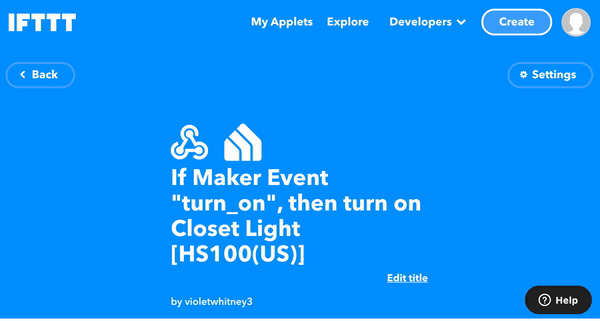 IFTTT
My Applets
Explore
Developers
Create
Back
Settings
If Maker Event
"turn_on", then turn on
Closet Light
[HS100(US)]
Edit title
by violetwhitney3
Help